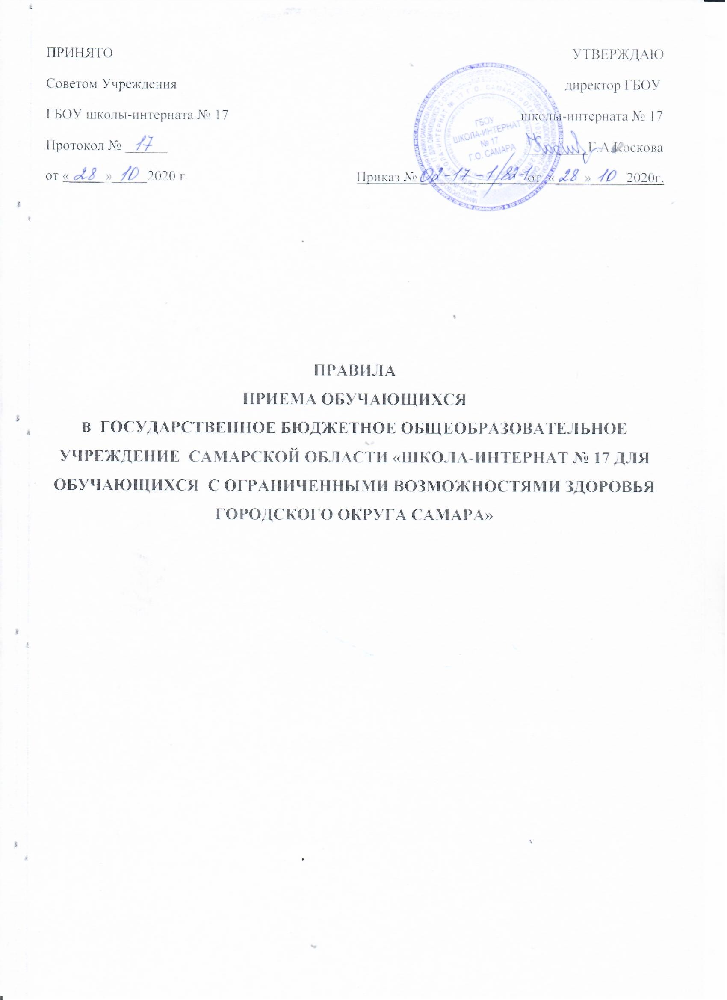 ПРИНЯТО
Советом Учреждения
ГБОУ школы-интерната № 17
Протокол № 17
от « 28 » 10 2020 г.
УТВЕРЖДАЮ
директор ГБОУ
школы-интерната № 17
Г.А.Коскова
Приказ № 02-17-1/82-1 от « 28 » 10 2020г.
ГБОУ
ШКОЛА-ИНТЕРНАТ
№ 17
Г.О. САМАРА
ПРАВИЛА
ПРИЕМА ОБУЧАЮЩИХСЯ
В ГОСУДАРСТВЕННОЕ БЮДЖЕТНОЕ ОБЩЕОБРАЗОВАТЕЛЬНОЕ
УЧРЕЖДЕНИЕ САМАРСКОЙ ОБЛАСТИ «ШКОЛА-ИНТЕРНАТ № 17 ДЛЯ
ОБУЧАЮЩИХСЯ С ОГРАНИЧЕННЫМИ ВОЗМОЖНОСТЯМИ ЗДОРОВЬЯ
ГОРОДСКОГО ОКРУГА САМАРА»